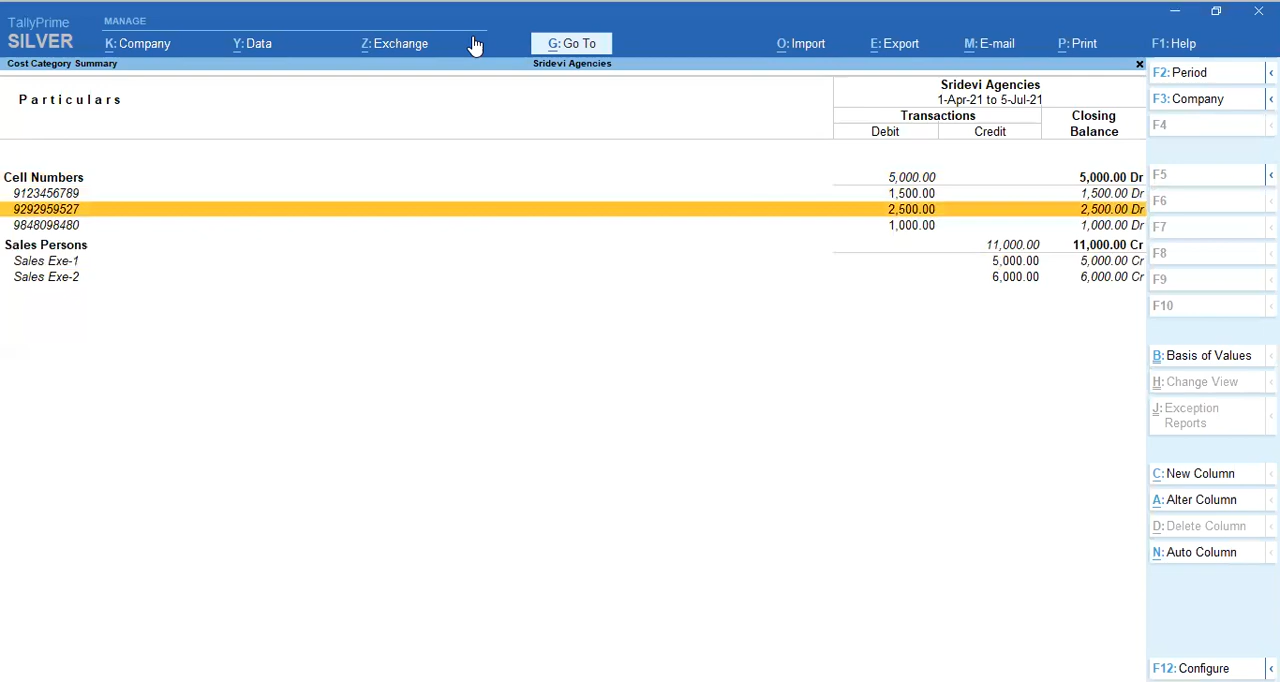 TallyPrime
SILVER
MANAGE
K: Company
Y: Data
Z: Exchange
G: Go To
O: Import
E: Export
M: E-mail
P: Print
F1: Help
Cost Category Summary
Sridevi Agencies
Particulars
Sridevi Agencies
1-Apr-21 to 5-Jul-21
Transactions
Closing
Debit
Credit
Balance
Cell Numbers 5,000.00 5,000.00 Dr
9123456789 1,500.00 1,500.00 Dr
9292959527 2,500.00 2,500.00 Dr
9848098480 1,000.00 1,000.00 Dr
Sales Persons 11,000.00 11,000.00 Cr
Sales Exe-1 5,000.00 5,000.00 Cr
Sales Exe-2 6,000.00 6,000.00 Cr
F2: Period
F3: Company
F4
F5
F6
F7
F8
F9
F10
B: Basis of Values
H: Change View
J: Exception
Reports
C: New Column
A: Alter Column
D: Delete Column
N: Auto Column
F12: Configure